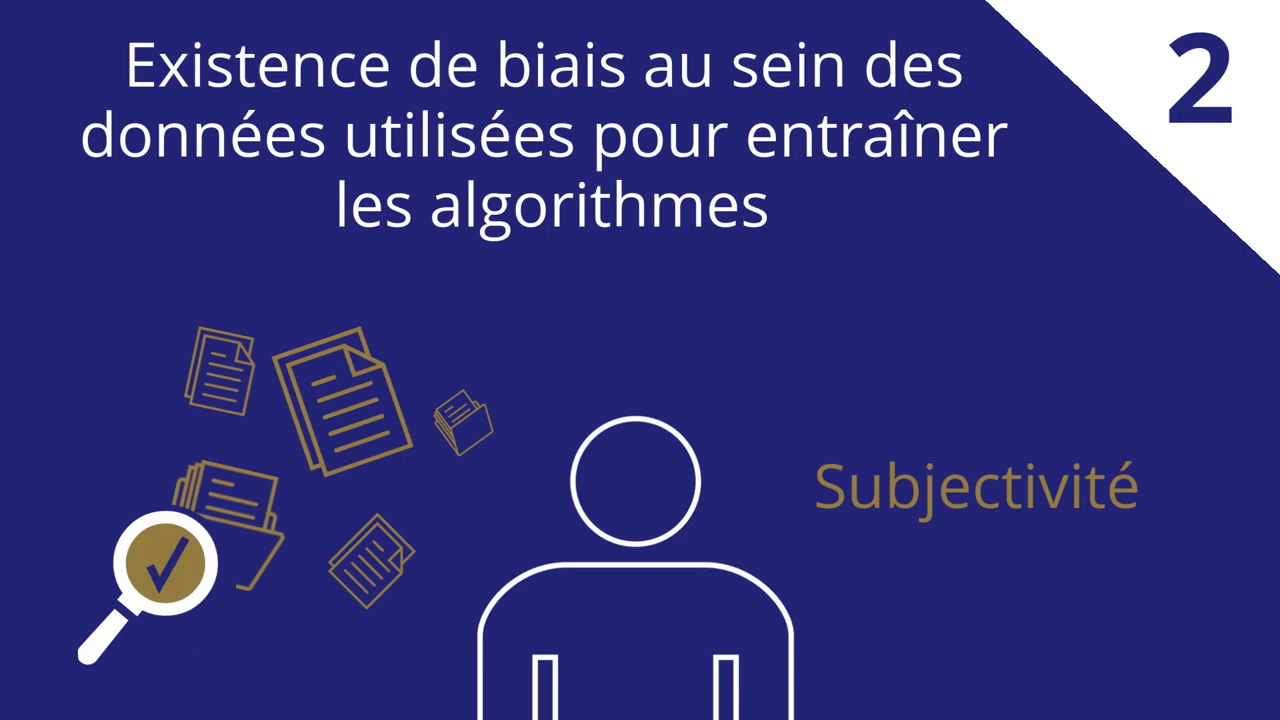 Existence de biais au sein des
données utilisées pour entraîner
les algorithmes
2
Subjectivité